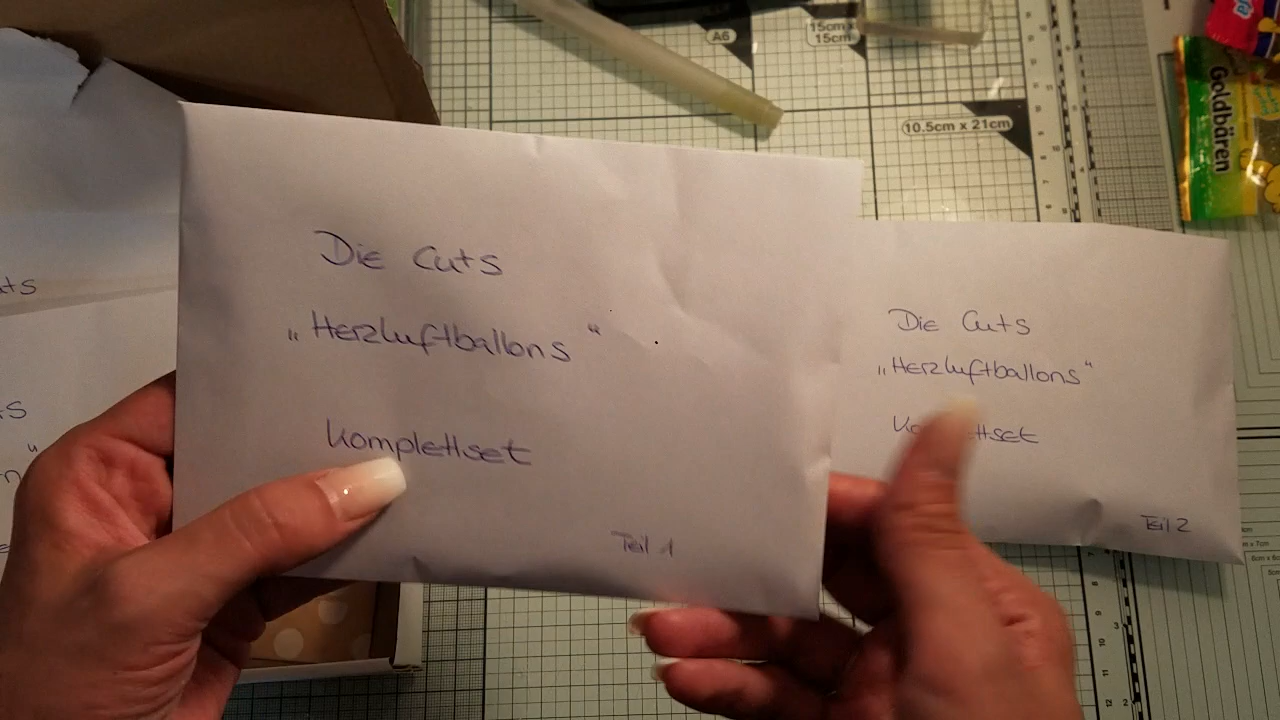 A6
15cm x
15cm
10.5cm x 21cm
Goldbären
Die Cuts
„Herzluftballons“
Komplettset
Teil 1
Die Cuts
„Herzluftballons“
Teil 2